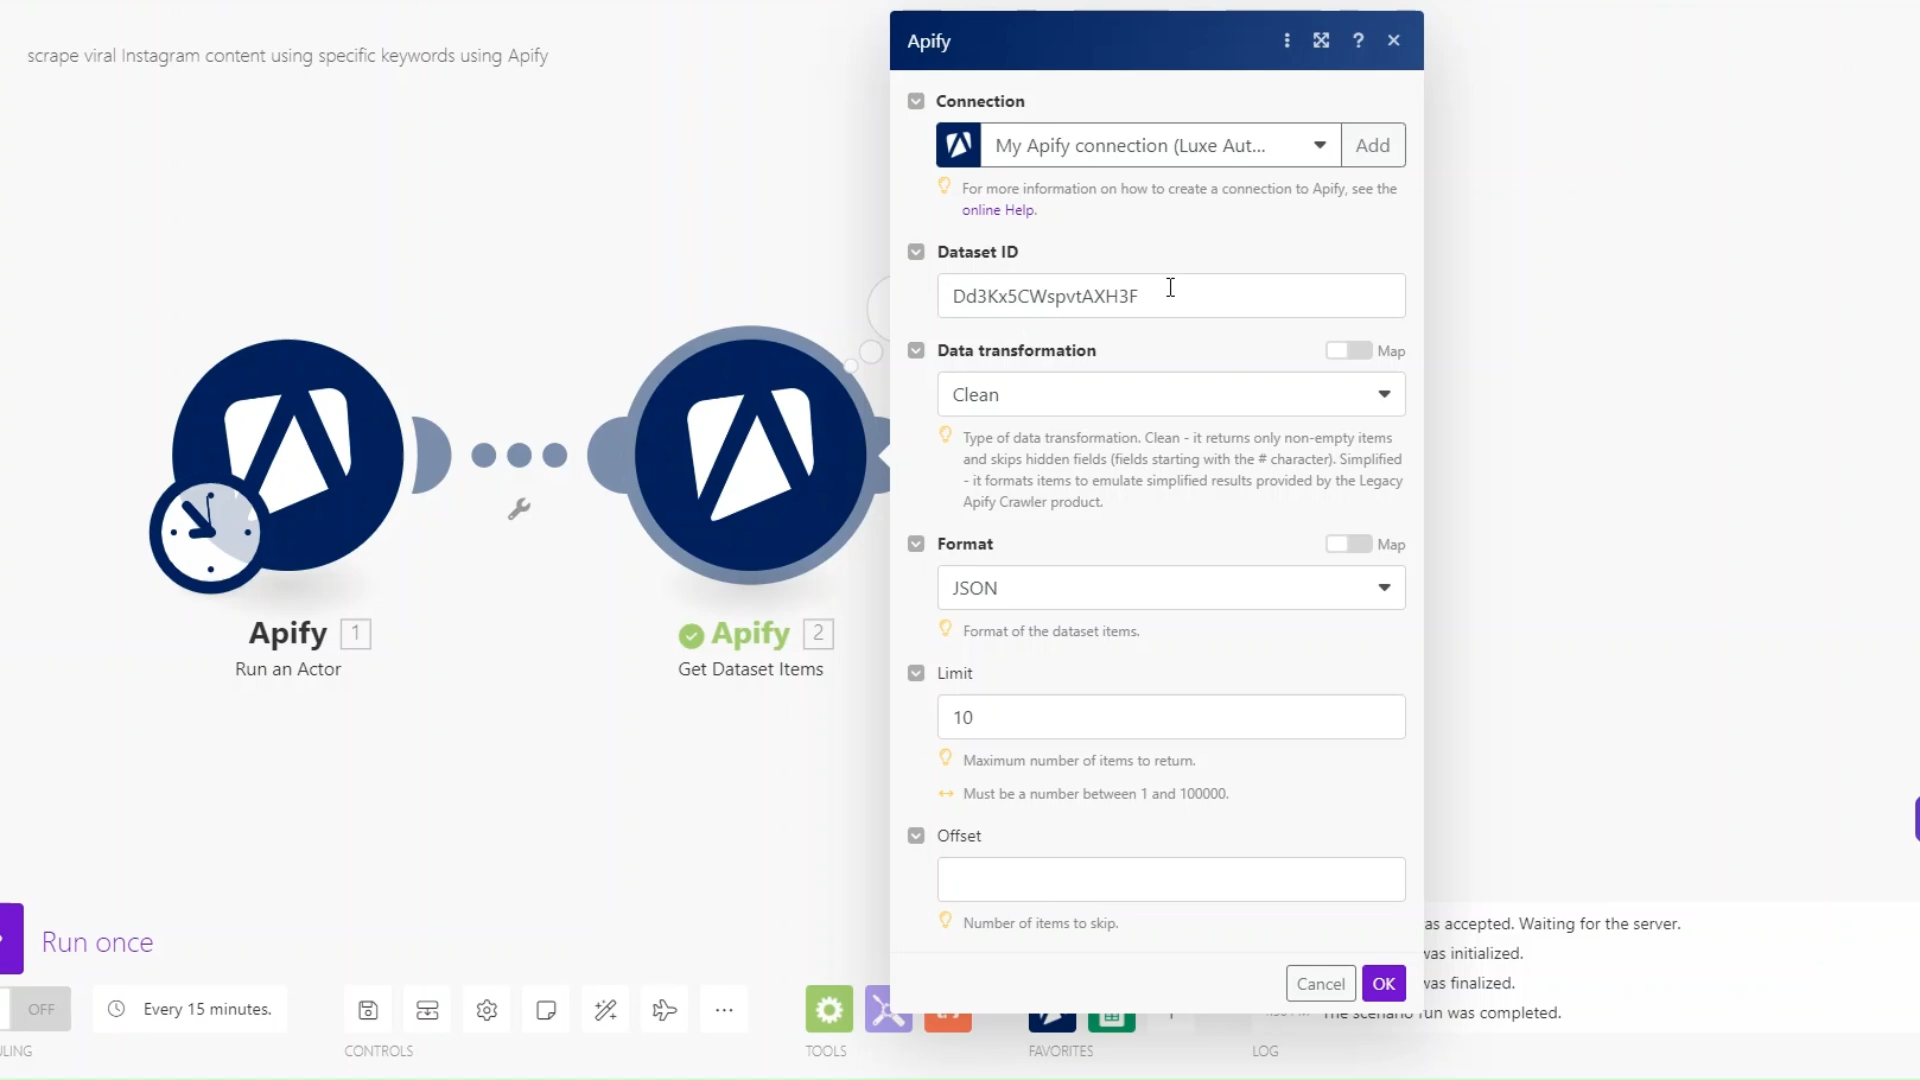 scrape viral Instagram content using specific keywords using Apify
Apify
?
Connection
My Apify connection (Luxe Aut...
Add
For more information on how to create a connection to Apify, see the
online Help.
Dataset ID
Dd3Kx5CWspvtAXH3F
Data transformation
Map
Clean
Type of data transformation. Clean - it returns only non-empty items
and skips hidden fields (fields starting with the # character). Simplified
- it formats items to emulate simplified results provided by the Legacy
Apify Crawler product.
Format
Map
JSON
Format of the dataset items.
Limit
10
Maximum number of items to return.
Must be a number between 1 and 100000.
Offset
Number of items to skip.
Cancel
OK
Apify 1
Run an Actor
Apify 2
Get Dataset Items
Run once
as accepted. Waiting for the server.
was initialized.
was finalized.
The scenario run was completed.
OFF
Every 15 minutes.
ULING
CONTROLS
TOOLS
FAVORITES
LOG